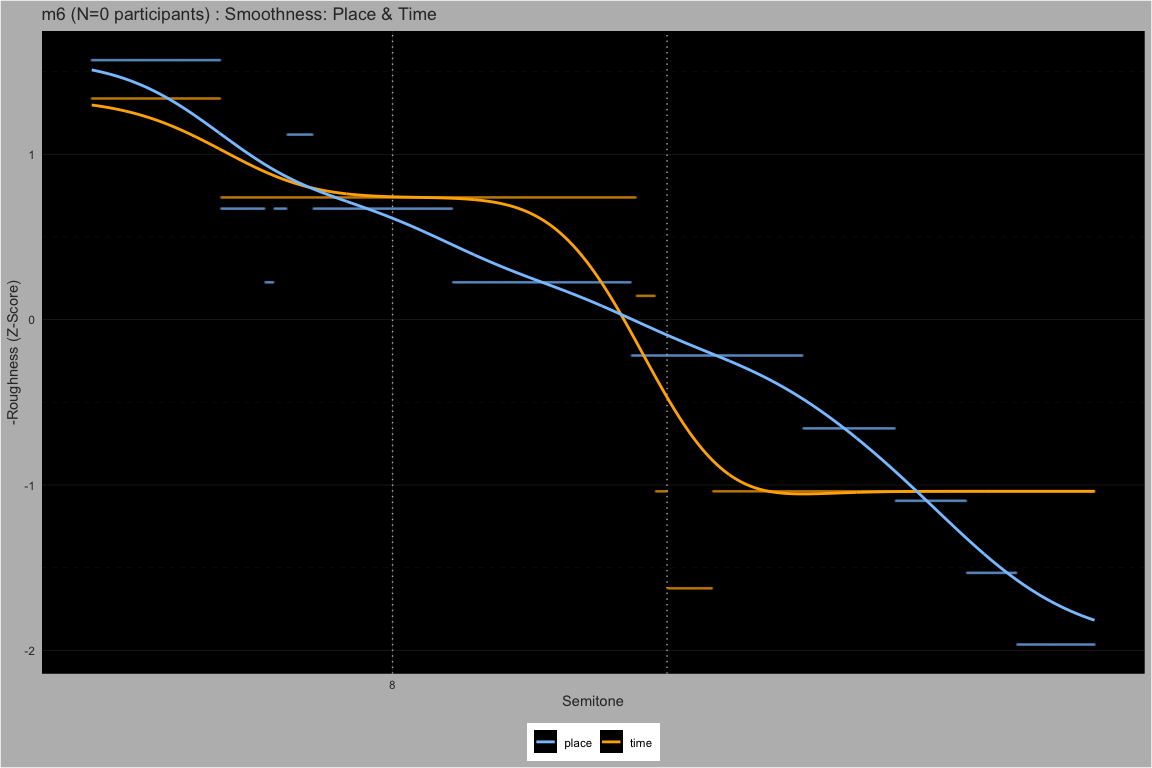 m6 (N=0 participants) : Smoothness: Place & Time
-Roughness (Z-Score)
1
0
-1
-2
8
Semitone
place time